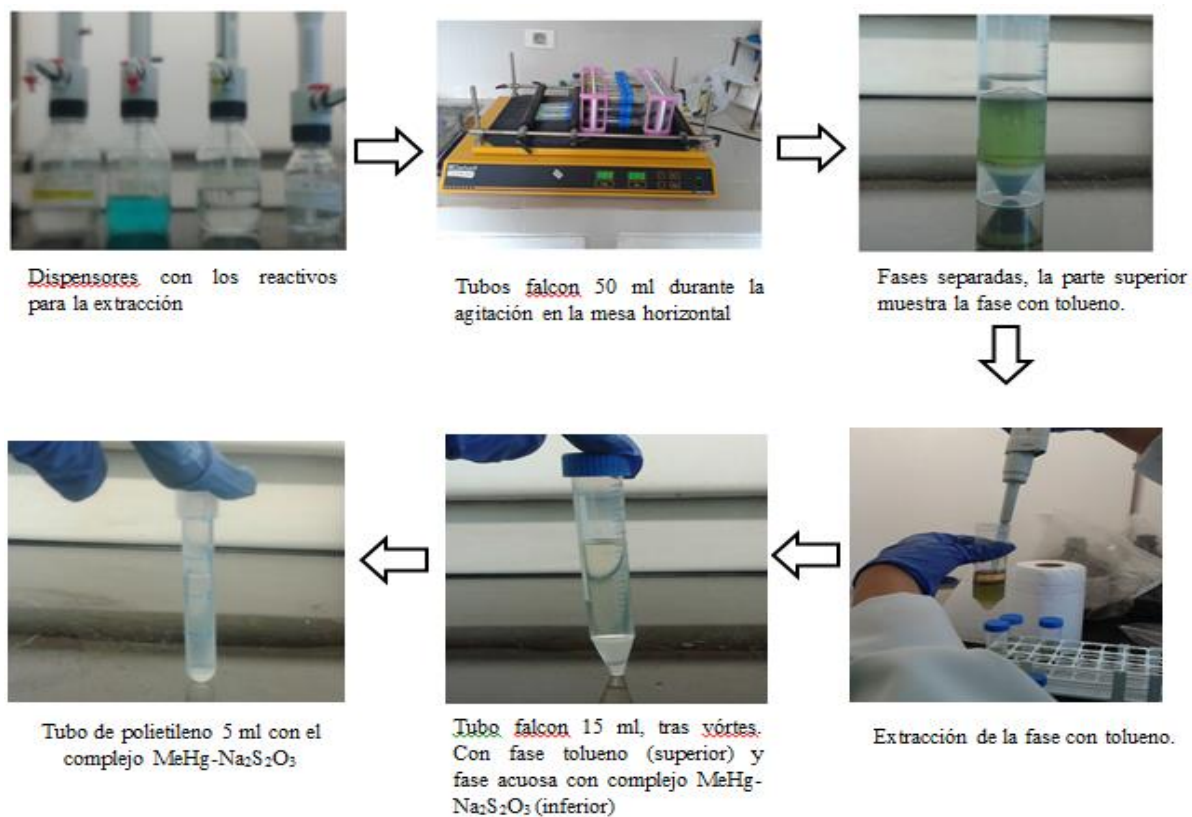 Dispensores con los reactivos
para la extracción
Tubos falcon 50 ml durante la
agitación en la mesa horizontal
Fases separadas, la parte superior
muestra la fase con tolueno.
Tubo de polietileno 5 ml con el
complejo MeHg-Na₂S₂O₃
Tubo falcon 15 ml, tras vórtes.
Con fase tolueno (superior) y
fase acuosa con complejo MeHg-
Na₂S₂O₃ (inferior)
Extracción de la fase con tolueno.